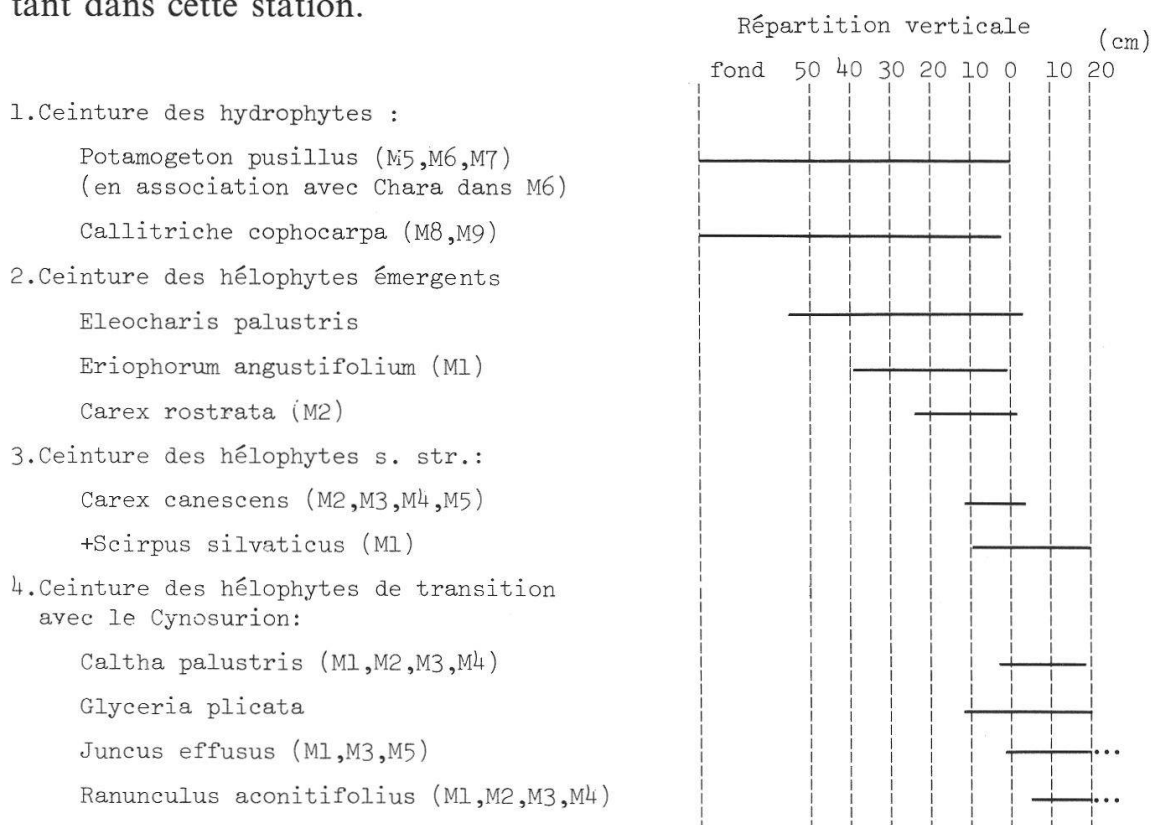 tant dans cette station.
Répartition verticale
(cm)
fond 50 40 30 20 10 0 10 20
1.Ceinture des hydrophytes :
Potamogeton pusillus (M5,M6,M7)
(en association avec Chara dans M6)
Callitriche cophocarpa (M8,M9)
2.Ceinture des hélophytes émergents
Eleocharis palustris
Eriophorum angustifolium (M1)
Carex rostrata (M2)
3.Ceinture des hélophytes s. str.:
Carex canescens (M2,M3,M4,M5)
+Scirpus silvaticus (M1)
4.Ceinture des hélophytes de transition
avec le Cynosurion:
Caltha palustris (M1,M2,M3,M4)
Glyceria plicata
Juncus effusus (M1,M3,M5)
Ranunculus aconitifolius (M1,M2,M3,M4)